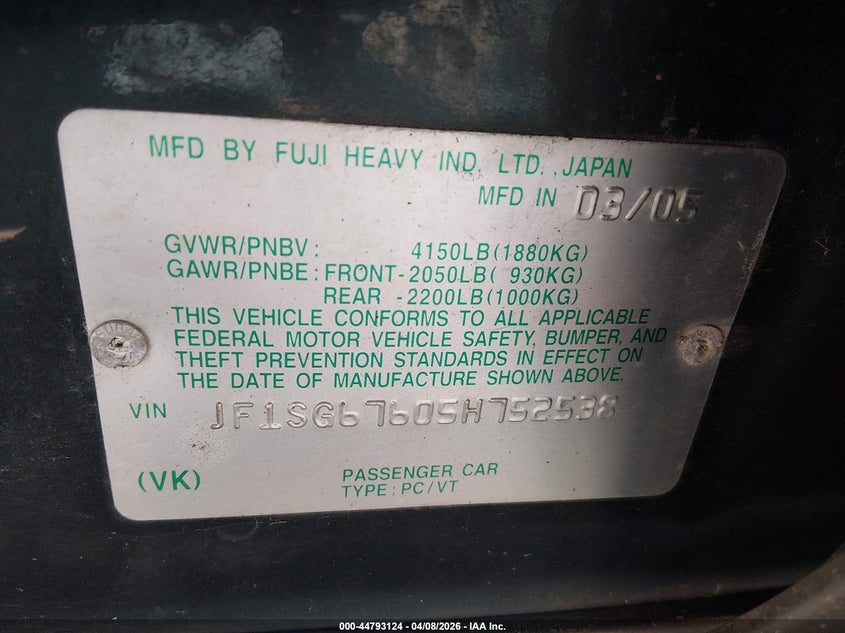 MFD BY FUJI HEAVY IND. LTD. JAPAN
MFD IN 03/05
GVWR/PNBV: 4150LB(1880KG)
GAWR/PNBE: FRONT-2050LB( 930KG)
REAR -2200LB(1000KG)
THIS VEHICLE CONFORMS TO ALL APPLICABLE
FEDERAL MOTOR VEHICLE SAFETY, BUMPER, AND
THEFT PREVENTION STANDARDS IN EFFECT ON
THE DATE OF MANUFACTURE SHOWN ABOVE.
VIN JF1SG67605H752538
(VK) PASSENGER CAR
TYPE: PC/VT
000-44793124 - 04/08/2026 - IAA Inc.